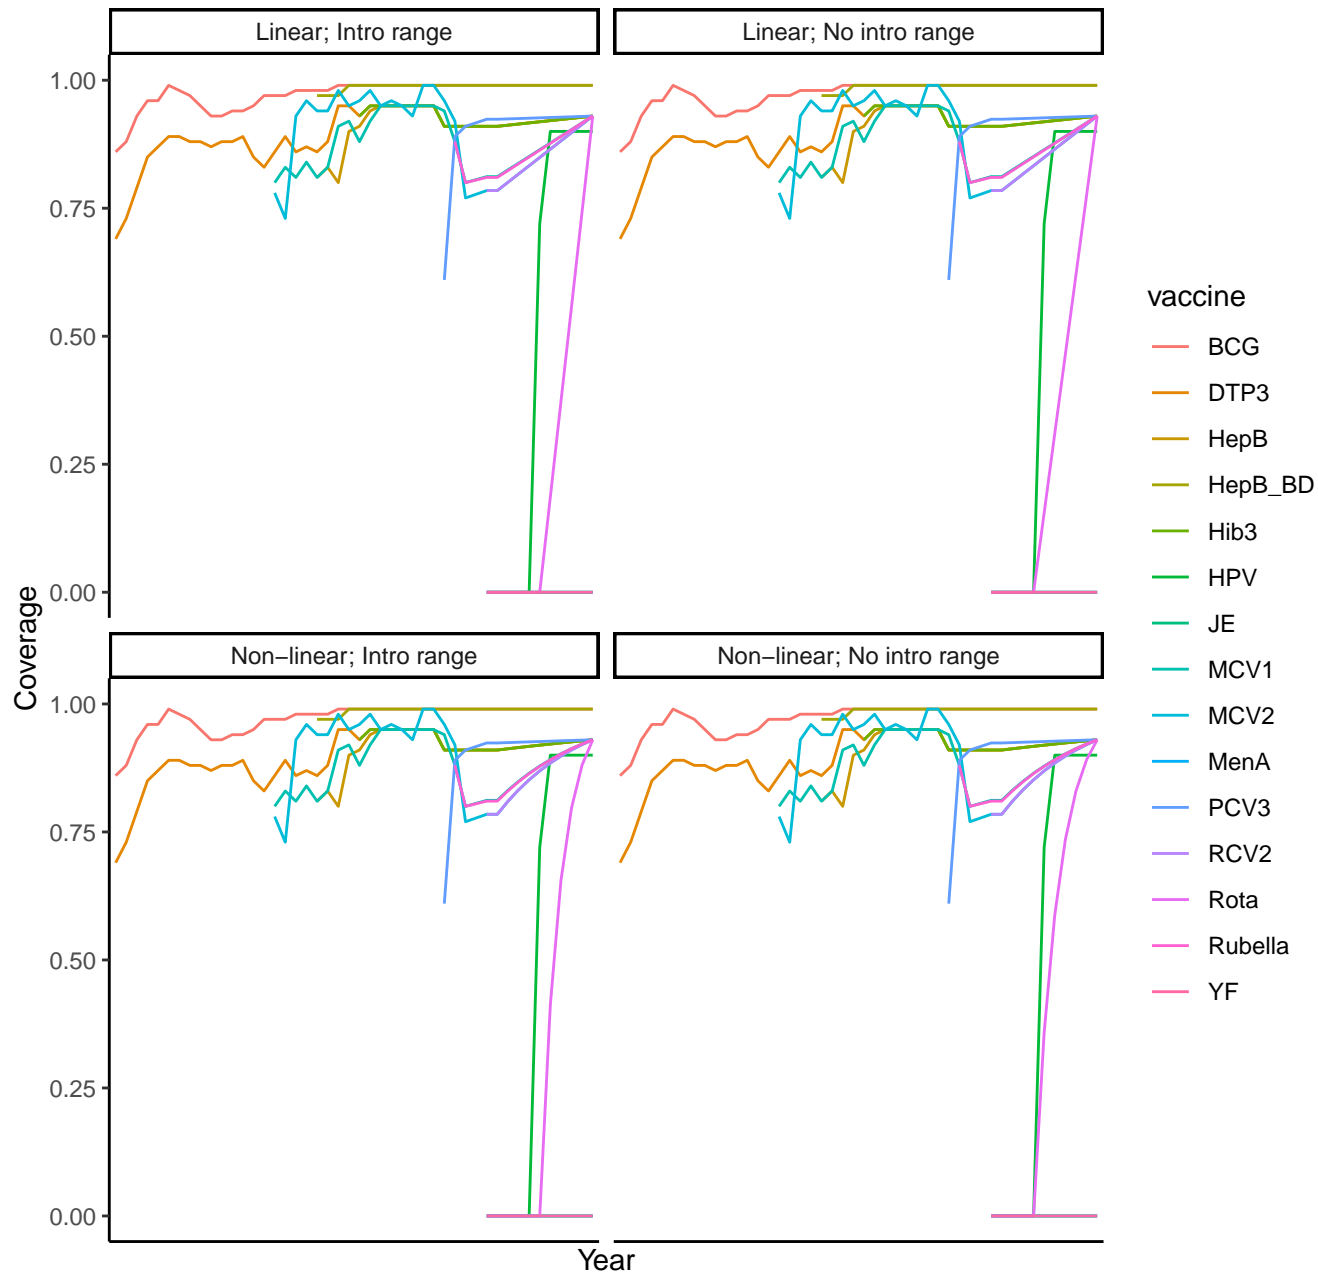 Linear; Intro range
Linear; No intro range
1.00
0.75
0.50
0.25
0.00
Non−linear; Intro range
Non−linear; No intro range
1.00
0.75
0.50
0.25
0.00
Coverage
Year
vaccine
BCG
DTP3
HepB
HepB_BD
Hib3
HPV
JE
MCV1
MCV2
MenA
PCV3
RCV2
Rota
Rubella
YF